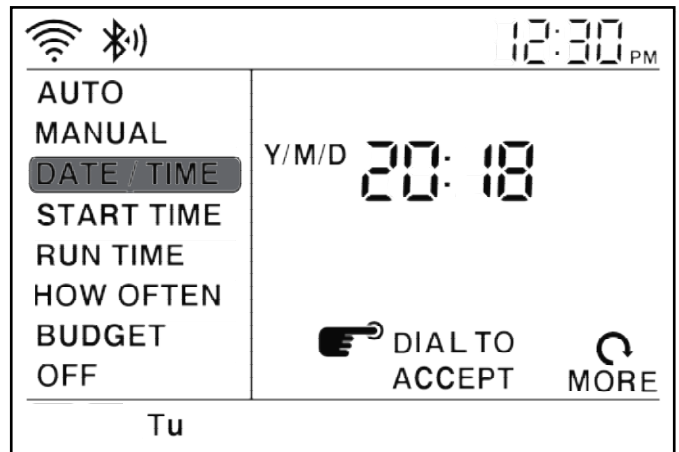 12:30 PM
AUTO
MANUAL
DATE / TIME
START TIME
RUN TIME
HOW OFTEN
BUDGET
OFF
Y/M/D 20:18
DIAL TO
ACCEPT
MORE
Tu